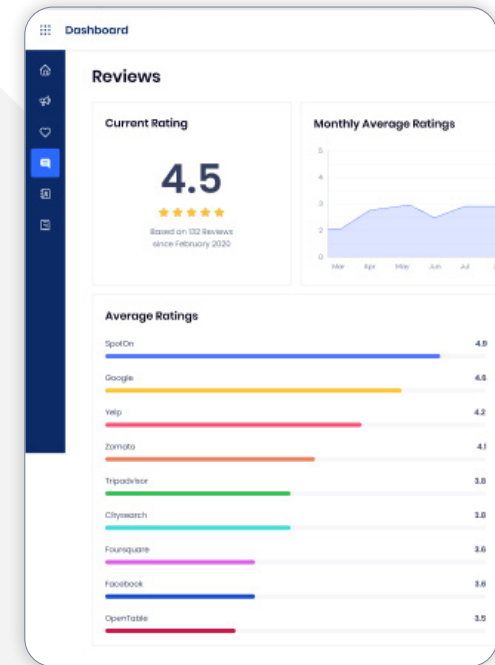 Dashboard
Reviews
Current Rating
4.5
Based on 132 Reviews
since February 2020
Monthly Average Ratings
5
4
3
2
0
Mar Apr May Jun Jul
Average Ratings
SpotOn 4.9
Google 4.6
Yelp 4.2
Zomato 4.1
Tripadvisor 3.8
Citysearch 3.8
Foursquare 3.6
Facebook 3.6
OpenTable 3.5